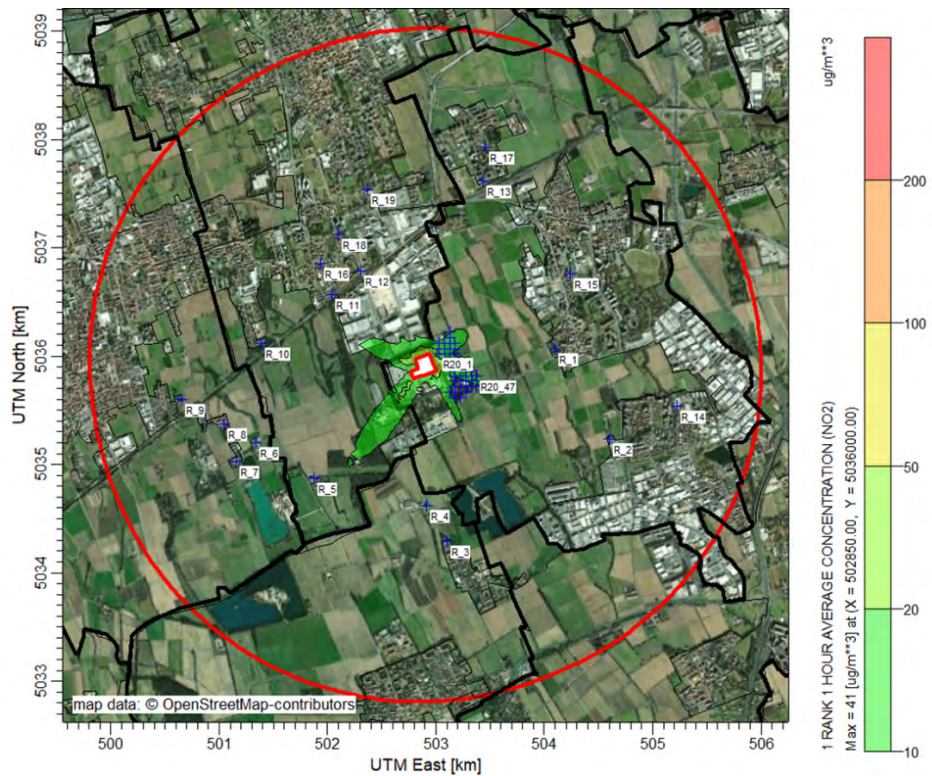 5039
5038
5037
5036
5035
5034
5033
UTM North [km]
R_17
R_13
R_19
R_18
R_16
R_12
R_11
R_15
R_10
R_1
R20_1
R20_47
R_9
R_14
R_8
R_6
R_2
R_7
R_5
R_4
R_3
map data: © OpenStreetMap-contributors
500
501
502
503
504
505
506
UTM East [km]
1 RANK 1 HOUR AVERAGE CONCENTRATION (NO2)
ug/m**3
Max = 41 [ug/m**3] at (X = 502850.00, Y = 5036000.00)
200
100
50
20
10